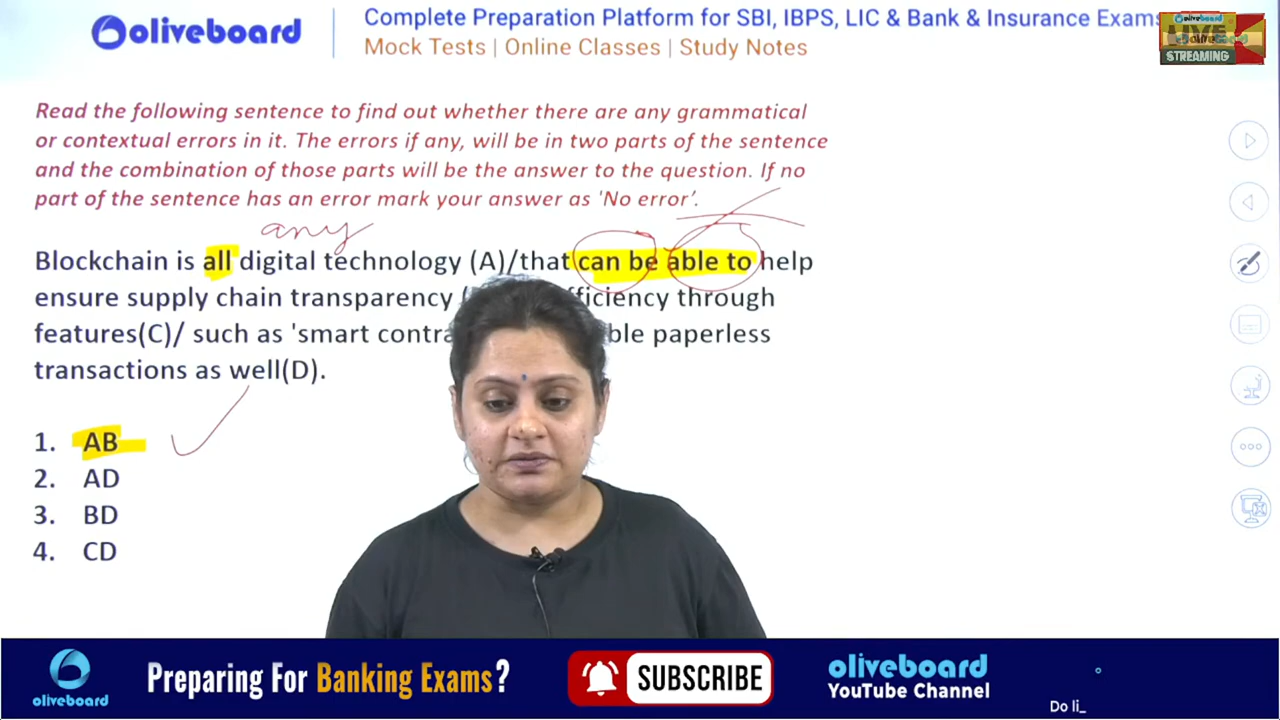 oliveboard
Complete Preparation Platform for SBI, IBPS, LIC & Bank & Insurance Exams
Mock Tests | Online Classes | Study Notes
LIVE
STREAMING
Read the following sentence to find out whether there are any grammatical
or contextual errors in it. The errors if any, will be in two parts of the sentence
and the combination of those parts will be the answer to the question. If no
part of the sentence has an error mark your answer as 'No error'.
any
Blockchain is all digital technology (A)/that can be able to help
ensure supply chain transparency through
features(C)/ such as 'smart paperless
transactions as well(D).
1. AB
2. AD
3. BD
4. CD
oliveboard
Preparing For Banking Exams?
SUBSCRIBE
oliveboard
YouTube Channel
Do li_